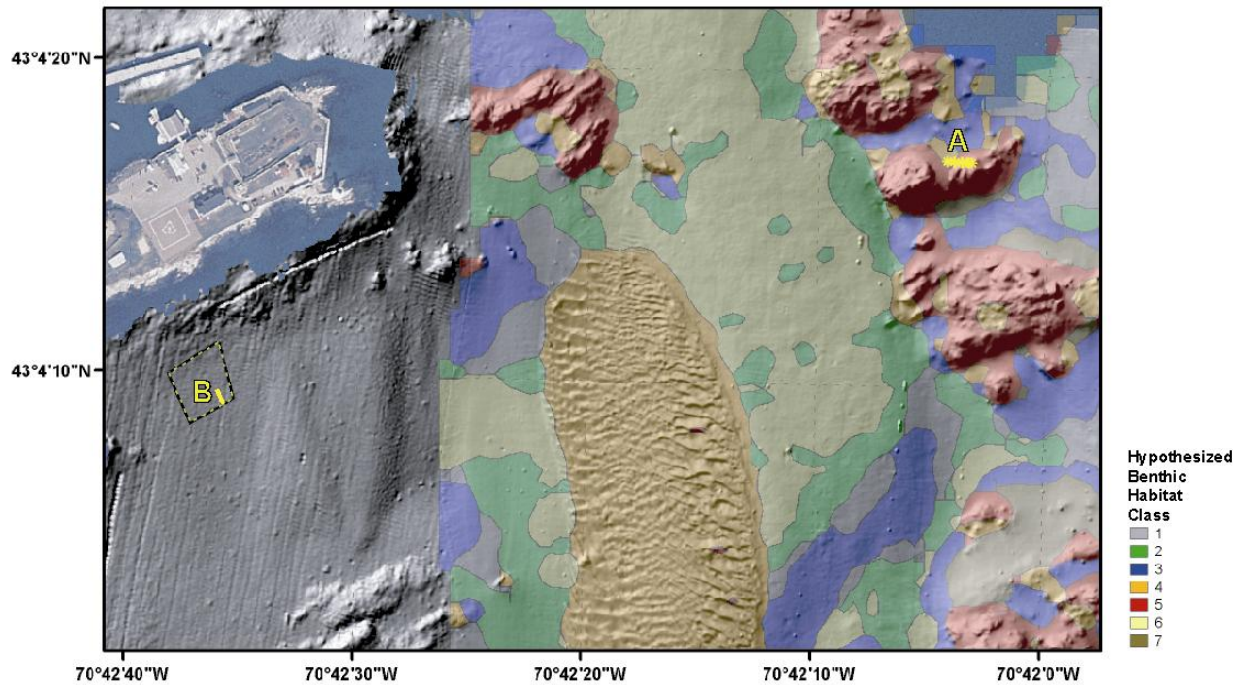 43°4'20"N
A
43°4'10"N
B
Hypothesized
Benthic
Habitat
Class
1
2
3
4
5
6
7
70°42'40"W
70°42'30"W
70°42'20"W
70°42'10"W
70°42'0"W